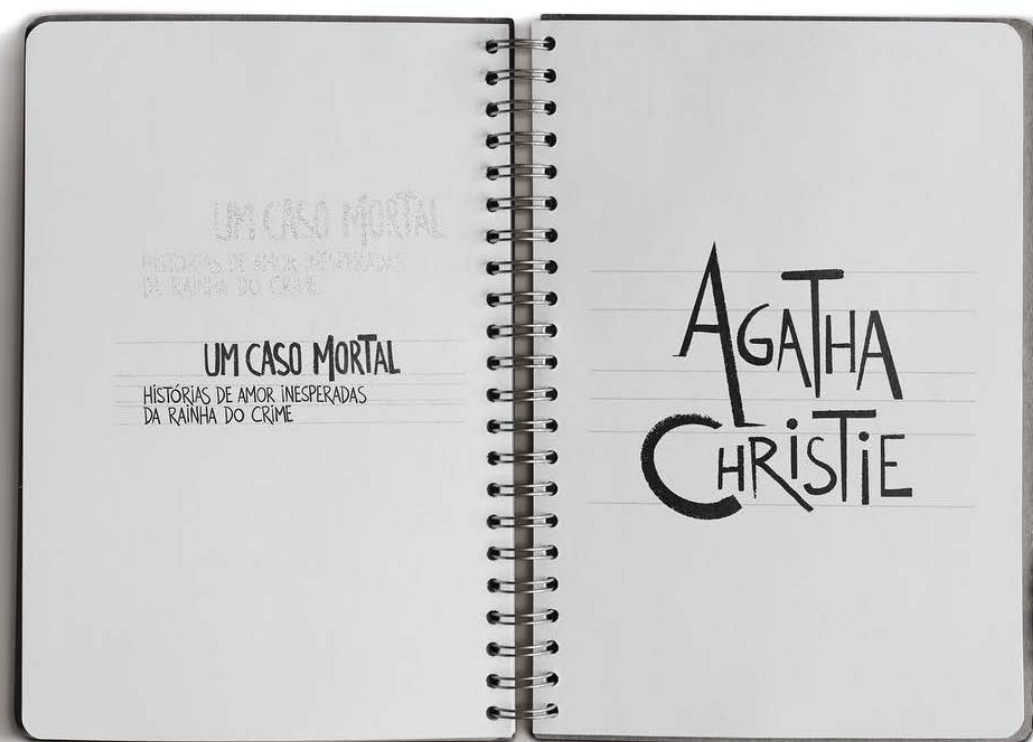 UM CASO MORTAL
HISTÓRIAS DE AMOR INESPERADAS
DA RAINHA DO CRIME
UM CASO MORTAL
HISTÓRIAS DE AMOR INESPERADAS
DA RAINHA DO CRIME
AGATHA
CHRISTIE